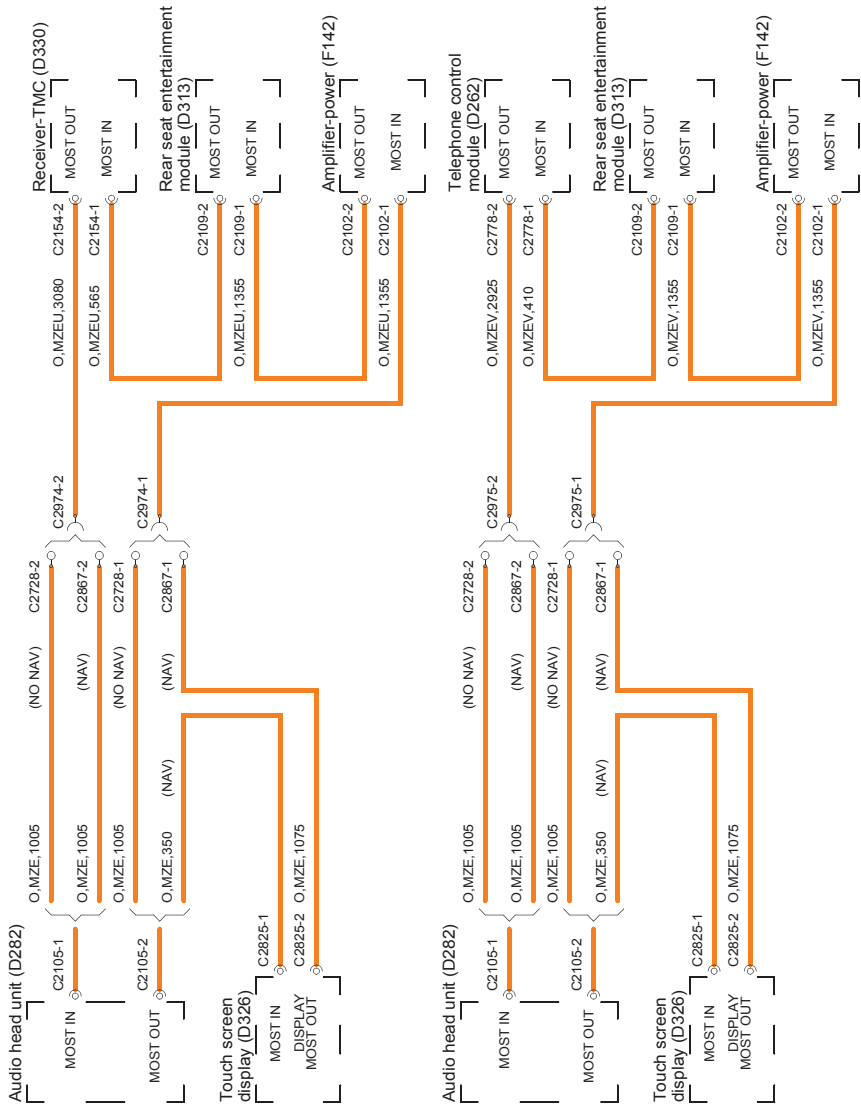 Receiver-TMC (D330)
MOST OUT
MOST IN
C2154-2
C2154-1
O,MZEU,3080
O,MZEU,565
Rear seat entertainment
module (D313)
MOST OUT
MOST IN
C2109-2
C2109-1
O,MZEU,1355
Amplifier-power (F142)
MOST OUT
MOST IN
C2102-2
C2102-1
O,MZEU,1355
C2974-2
C2974-1
C2728-2
C2867-2
C2728-1
C2867-1
(NO NAV)
(NAV)
(NO NAV)
(NAV)
(NAV)
O,MZE,1005
O,MZE,1005
O,MZE,1005
O,MZE,350
O,MZE,1075
C2105-1
C2105-2
C2825-1
C2825-2
Audio head unit (D282)
MOST IN
MOST OUT
Touch screen
display (D326)
MOST IN
DISPLAY
MOST OUT
Telephone control
module (D262)
MOST OUT
MOST IN
C2778-2
C2778-1
O,MZEV,2925
O,MZEV,410
Rear seat entertainment
module (D313)
MOST OUT
MOST IN
C2109-2
C2109-1
O,MZEV,1355
Amplifier-power (F142)
MOST OUT
MOST IN
C2102-2
C2102-1
O,MZEV,1355
C2975-2
C2975-1
C2728-2
C2867-2
C2728-1
C2867-1
(NO NAV)
(NAV)
(NO NAV)
(NAV)
(NAV)
O,MZE,1005
O,MZE,1005
O,MZE,1005
O,MZE,350
O,MZE,1075
C2105-1
C2105-2
C2825-1
C2825-2
Audio head unit (D282)
MOST IN
MOST OUT
Touch screen
display (D326)
MOST IN
DISPLAY
MOST OUT